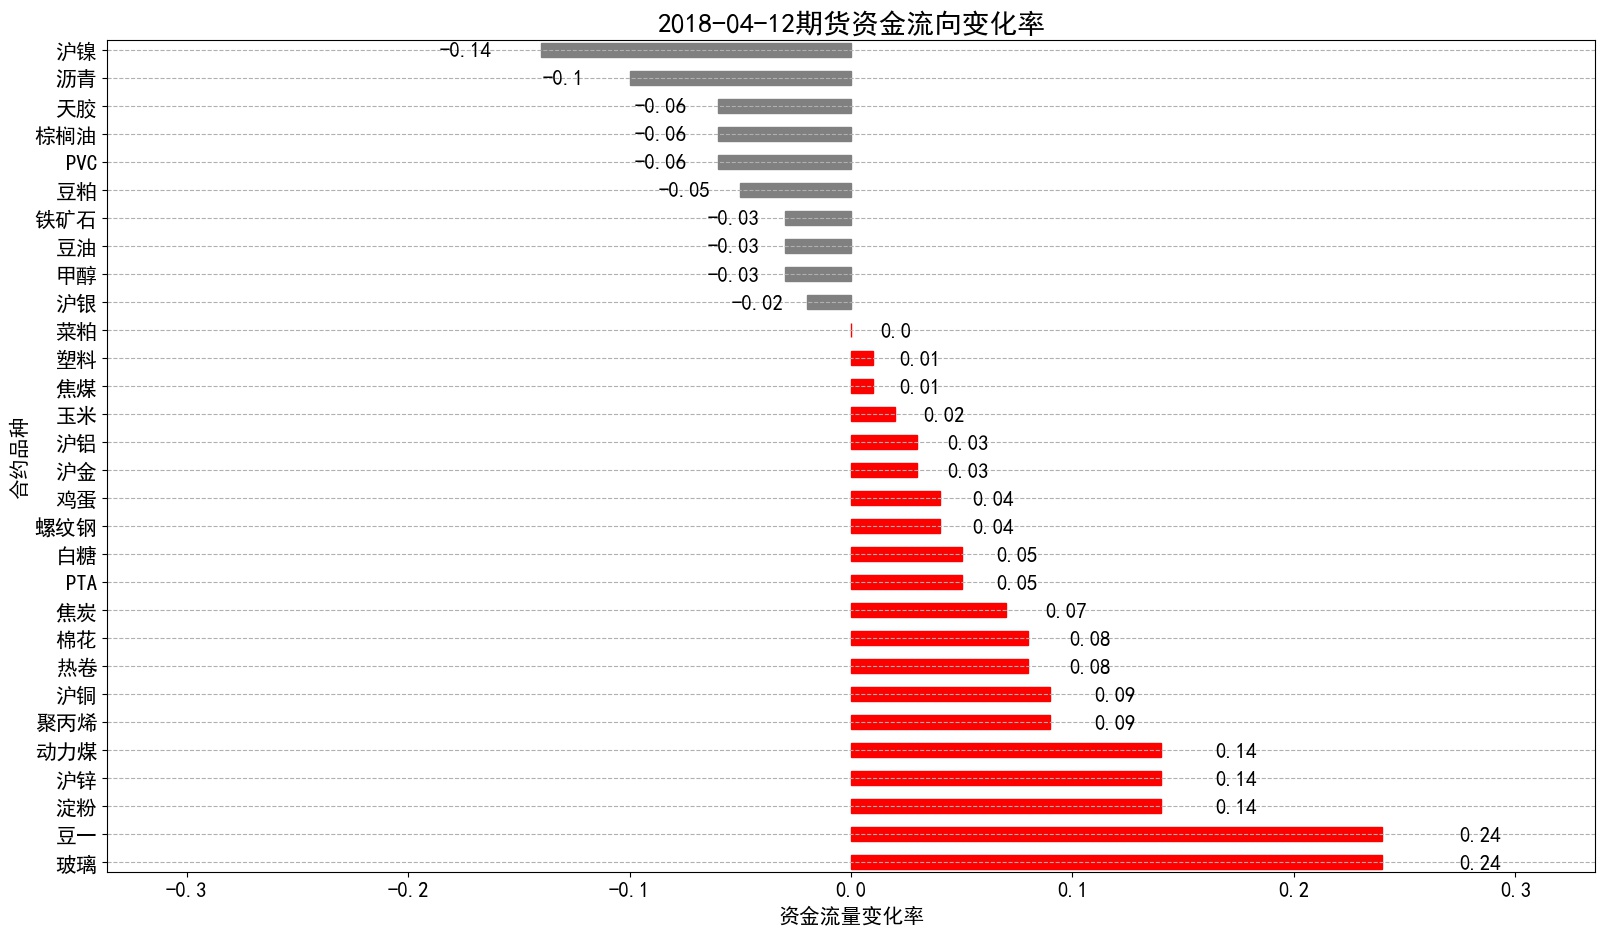 2018-04-12期货资金流向变化率
沪镍 -0.14
沥青 -0.1
天胶 -0.06
棕榈油 -0.06
PVC -0.06
豆粕 -0.05
铁矿石 -0.03
豆油 -0.03
甲醇 -0.03
沪银 -0.02
菜粕 0.0
塑料 0.01
焦煤 0.01
玉米 0.02
沪铝 0.03
沪金 0.03
鸡蛋 0.04
螺纹钢 0.04
白糖 0.05
PTA 0.05
焦炭 0.07
棉花 0.08
热卷 0.08
沪铜 0.09
聚丙烯 0.09
动力煤 0.14
沪锌 0.14
淀粉 0.14
豆一 0.24
玻璃 0.24
合约品种
-0.3 -0.2 -0.1 0.0 0.1 0.2 0.3
资金流量变化率